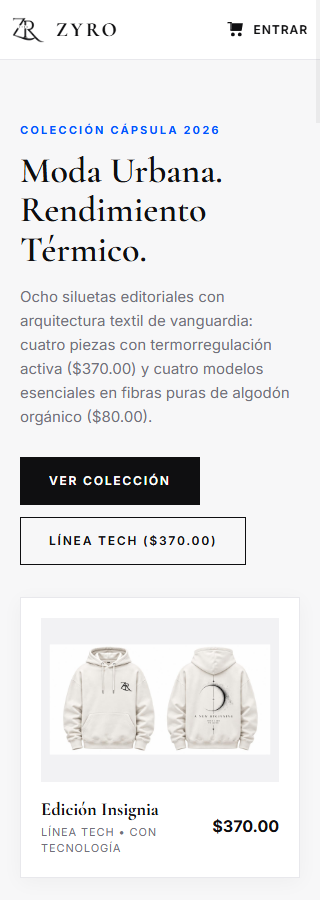 ZR ZYRO
ENTRAR
COLECCIÓN CÁPSULA 2026
Moda Urbana.
Rendimiento
Térmico.
Ocho siluetas editoriales con
arquitectura textil de vanguardia:
cuatro piezas con termorregulación
activa ($370.00) y cuatro modelos
esenciales en fibras puras de algodón
orgánico ($80.00).
VER COLECCIÓN
LÍNEA TECH ($370.00)
ZR
Edición Insignia
LÍNEA TECH • CON
TECNOLOGÍA
$370.00